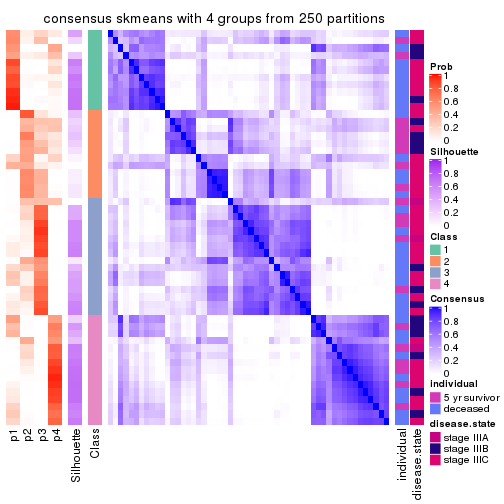 consensus skmeans with 4 groups from 250 partitions
Prob
1
0.8
0.6
0.4
0.2
0
Silhouette
1
0.8
0.6
0.4
0.2
0
Class
1
2
3
4
Consensus
1
0.8
0.6
0.4
0.2
0
individual
5 yr survivor
deceased
disease.state
stage IIIA
stage IIIB
stage IIIC
p1
p2
p3
p4
Silhouette
Class
individual
disease.state